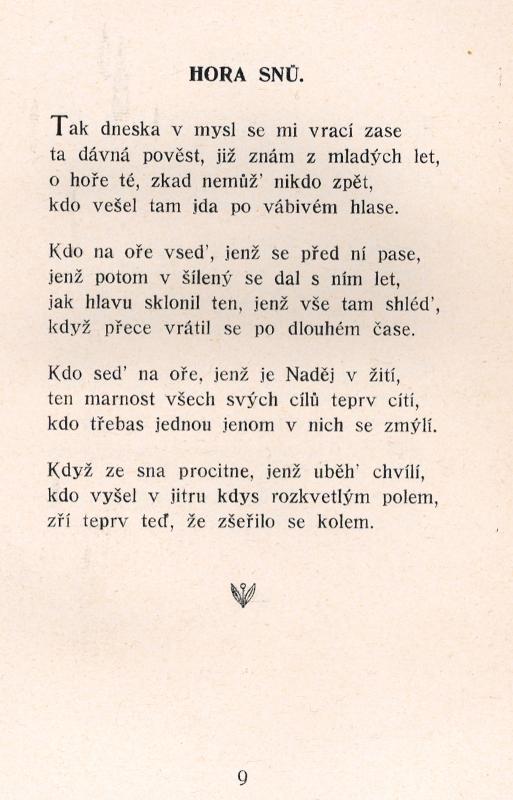 HORA SNŮ.
Tak dneska v mysl se mi vrací zase
ta dávná pověst, již znám z mladých let,
o hoře té, zkad nemůž' nikdo zpět,
kdo vešel tam jda po vábivém hlase.
Kdo na oře vsed', jenž se před ní pase,
jenž potom v šílený se dal s ním let,
jak hlavu sklonil ten, jenž vše tam shléd',
když přece vrátil se po dlouhém čase.
Kdo sed' na oře, jenž je Naděj v žití,
ten marnost všech svých cílů teprv cítí,
kdo třebas jednou jenom v nich se zmýlí.
Když ze sna procitne, jenž uběh' chvílí,
kdo vyšel v jitru kdys rozkvetlým polem,
zří teprv teď, že zšeřilo se kolem.
9